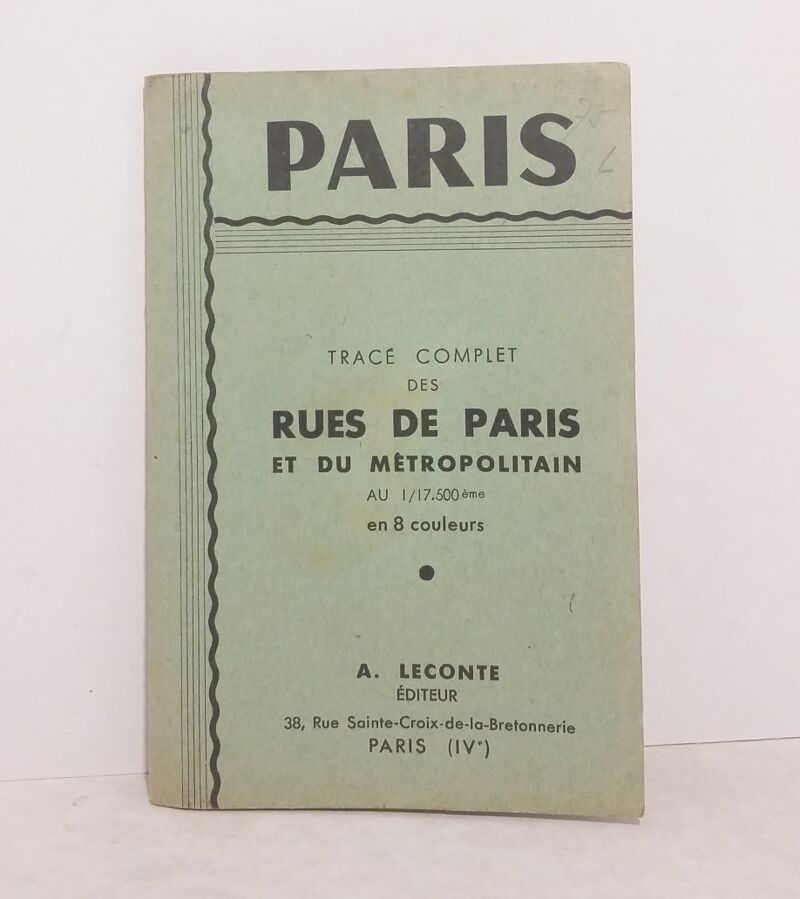 PARIS
75
TRACÉ COMPLET
DES
RUES DE PARIS
ET DU MÉTROPOLITAIN
AU 1/17.500ème
en 8 couleurs
A. LECONTE
ÉDITEUR
38, Rue Sainte-Croix-de-la-Bretonnerie
PARIS (IVe)